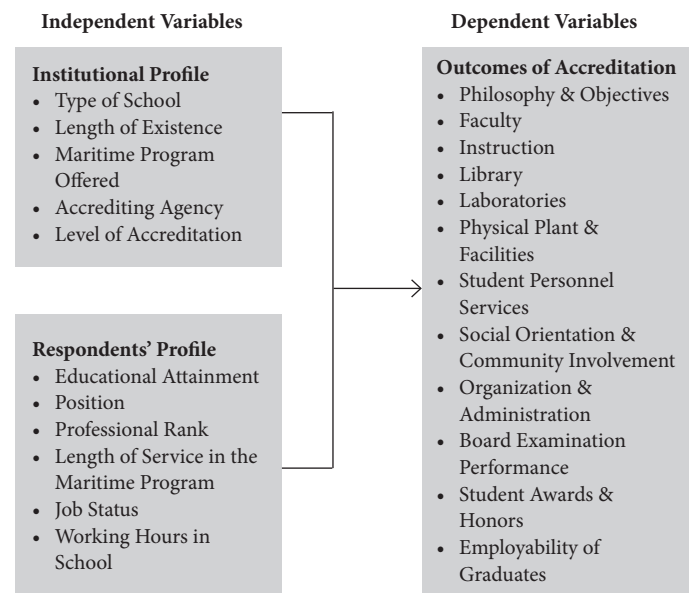 Independent Variables
Institutional Profile
• Type of School
• Length of Existence
• Maritime Program
Offered
• Accrediting Agency
• Level of Accreditation
Respondents’ Profile
• Educational Attainment
• Position
• Professional Rank
• Length of Service in the
Maritime Program
• Job Status
• Working Hours in
School
Dependent Variables
Outcomes of Accreditation
• Philosophy & Objectives
• Faculty
• Instruction
• Library
• Laboratories
• Physical Plant &
Facilities
• Student Personnel
Services
• Social Orientation &
Community Involvement
• Organization &
Administration
• Board Examination
Performance
• Student Awards &
Honors
• Employability of
Graduates